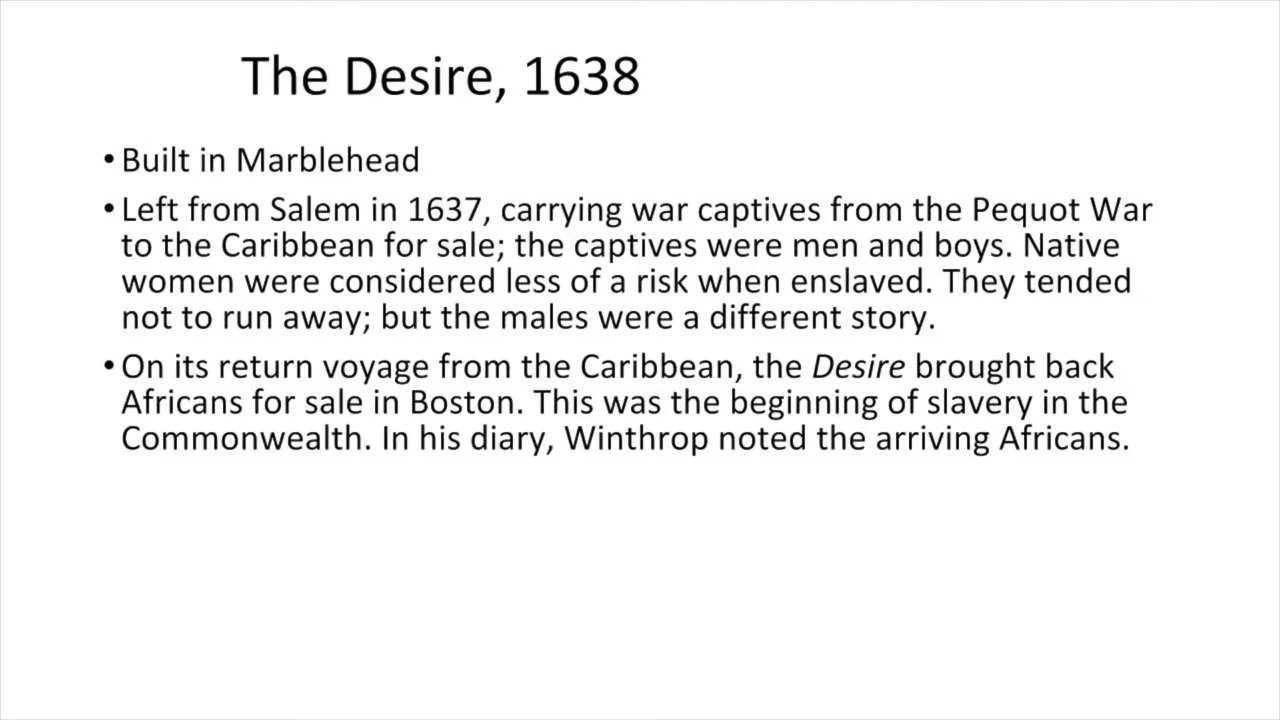 The Desire, 1638
• Built in Marblehead
• Left from Salem in 1637, carrying war captives from the Pequot War
to the Caribbean for sale; the captives were men and boys. Native
women were considered less of a risk when enslaved. They tended
not to run away; but the males were a different story.
• On its return voyage from the Caribbean, the Desire brought back
Africans for sale in Boston. This was the beginning of slavery in the
Commonwealth. In his diary, Winthrop noted the arriving Africans.